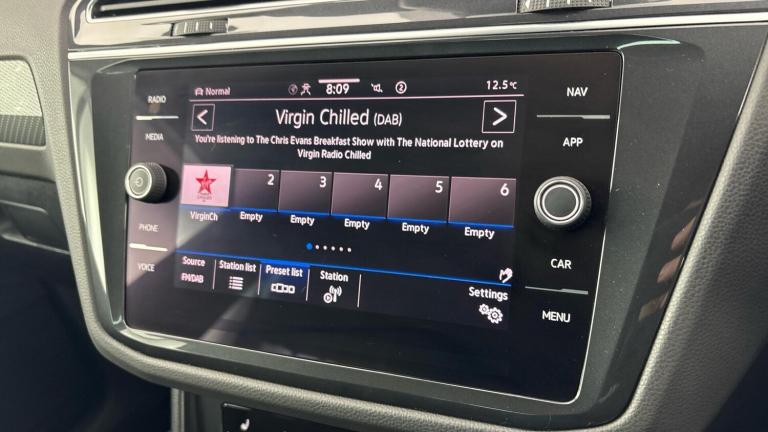 RADIO
MEDIA
PHONE
VOICE
Normal
8:09
2
12.5°C
< Virgin Chilled (DAB) >
You're listening to The Chris Evans Breakfast Show with The National Lottery on
Virgin Radio Chilled
2 3 4 5 6
VirginCh Empty Empty Empty Empty Empty
Source Station list Preset list Station Settings
FM/DAB
NAV
APP
CAR
MENU